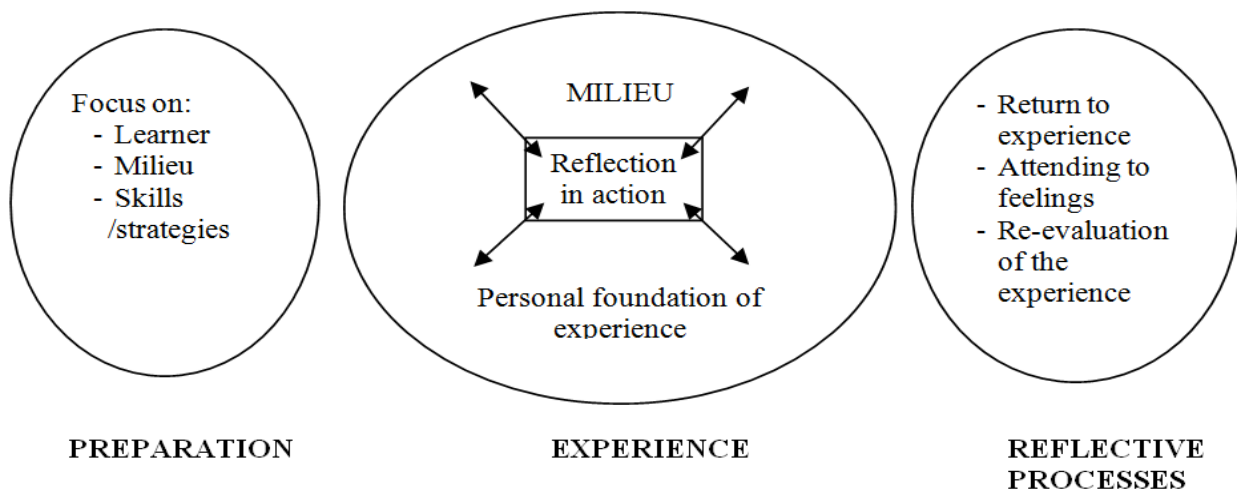 Focus on:
- Learner
- Milieu
- Skills
/strategies
MILIEU
Reflection
in action
Personal foundation of
experience
- Return to
experience
- Attending to
feelings
- Re-evaluation
of the
experience
PREPARATION
EXPERIENCE
REFLECTIVE
PROCESSES